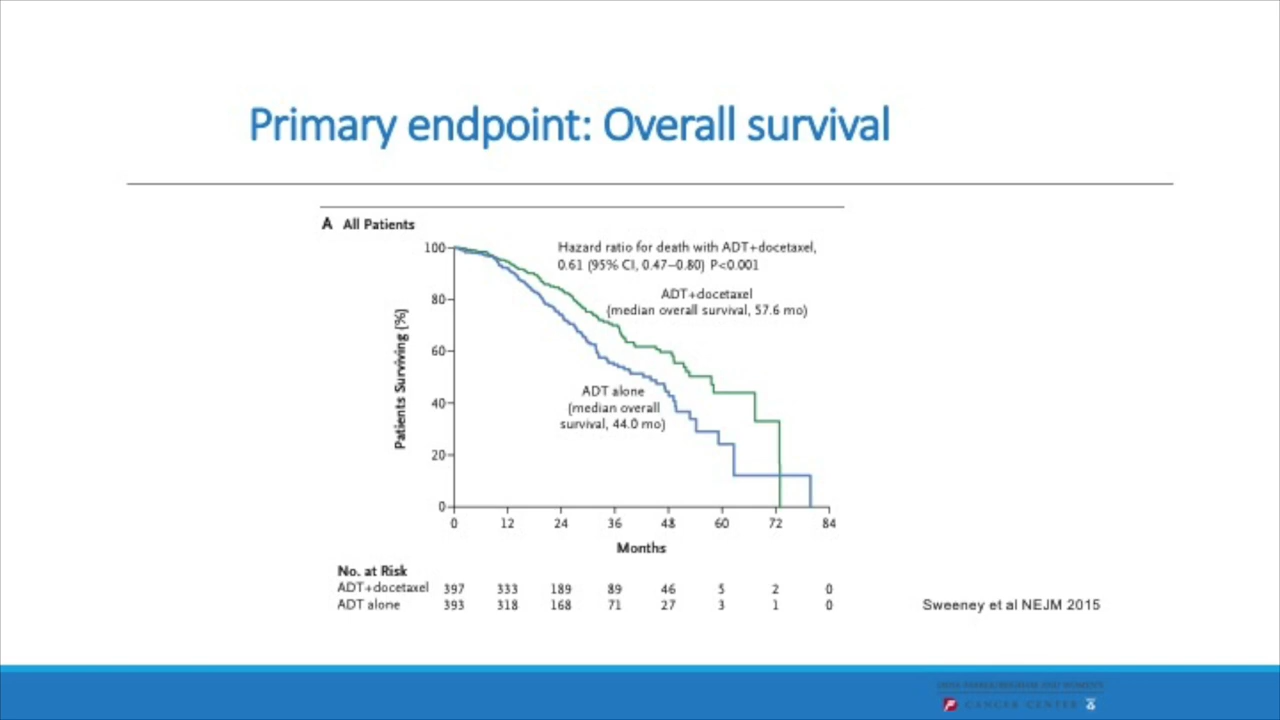 Primary endpoint: Overall survival
A All Patients
Hazard ratio for death with ADT+docetaxel,
0.61 (95% CI, 0.47–0.80) P<0.001
ADT+docetaxel
(median overall survival, 57.6 mo)
ADT alone
(median overall
survival, 44.0 mo)
Patients Surviving (%)
100
80
60
40
20
0
0 12 24 36 48 60 72 84
Months
No. at Risk
ADT+docetaxel 397 333 189 89 46 5 2 0
ADT alone 393 318 168 71 27 3 1 0
Sweeney et al NEJM 2015
CANCER CENTER